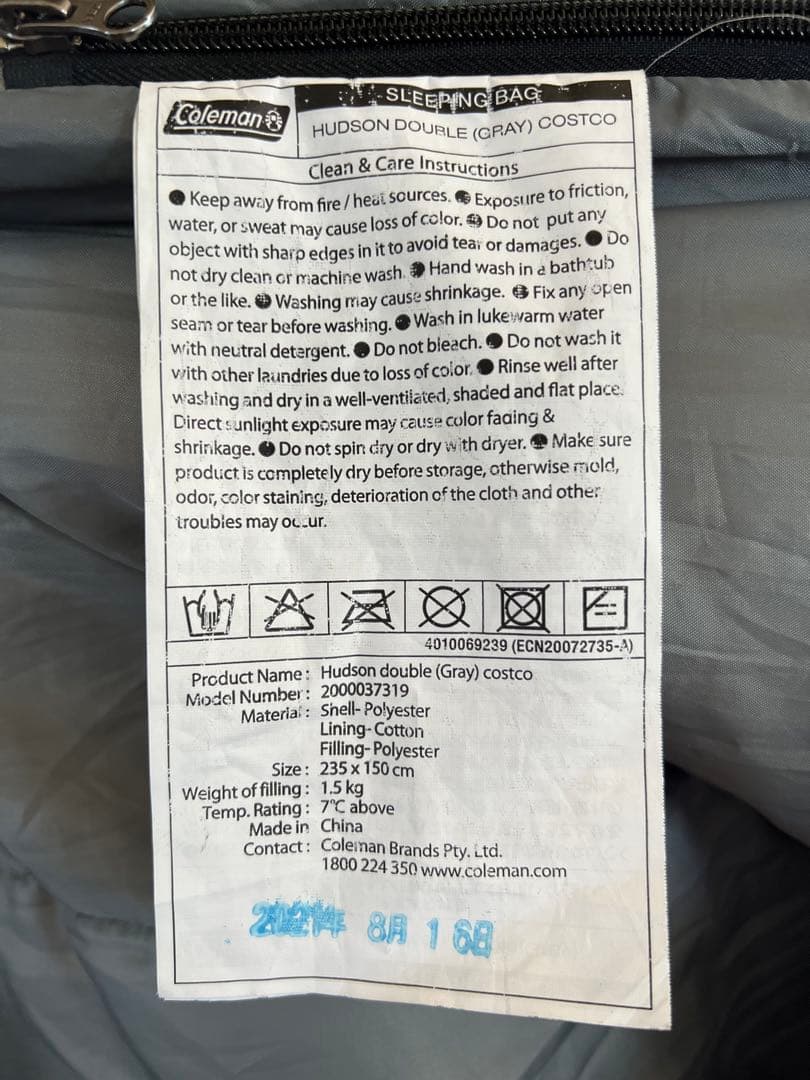 Coleman
SLEEPING BAG
HUDSON DOUBLE (GRAY) COSTCO
Clean & Care Instructions
● Keep away from fire / heat sources. ● Exposure to friction,
water, or sweat may cause loss of color. ● Do not put any
object with sharp edges in it to avoid tear or damages. ● Do
not dry clean or machine wash. ● Hand wash in a bathtub
or the like. ● Washing may cause shrinkage. ● Fix any open
seam or tear before washing. ● Wash in lukewarm water
with neutral detergent. ● Do not bleach. ● Do not wash it
with other laundries due to loss of color. ● Rinse well after
washing and dry in a well-ventilated, shaded and flat place.
Direct sunlight exposure may cause color fading &
shrinkage. ● Do not spin dry or dry with dryer. ● Make sure
product is completely dry before storage, otherwise mold,
odor, color staining, deterioration of the cloth and other
troubles may occur.
4010069239 (ECN20072735-A)
Product Name : Hudson double (Gray) costco
Model Number : 2000037319
Material : Shell- Polyester
Lining- Cotton
Filling- Polyester
Size : 235 x 150 cm
Weight of filling : 1.5 kg
Temp. Rating : 7℃ above
Made in China
Contact : Coleman Brands Pty. Ltd.
1800 224 350 www.coleman.com
8月 1 6日